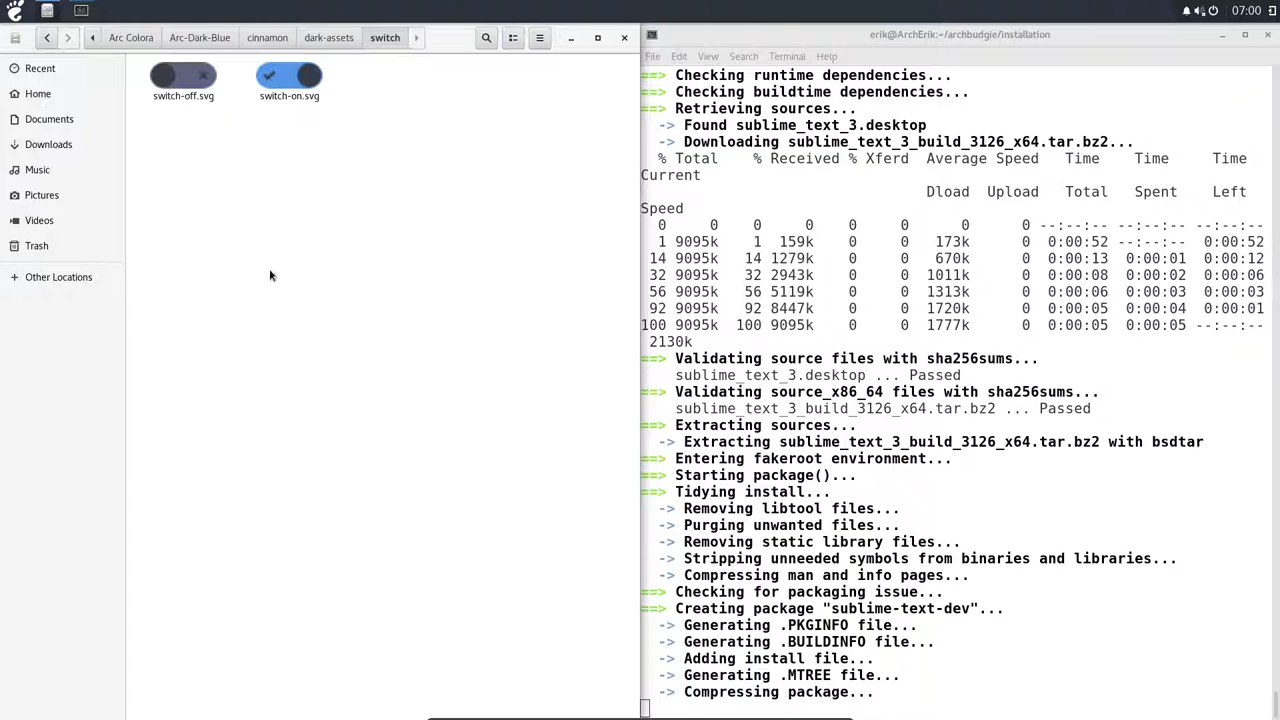 07:00
Arc Colora
Arc-Dark-Blue
cinnamon
dark-assets
switch
Recent
Home
Documents
Downloads
Music
Pictures
Videos
Trash
Other Locations
switch-off.svg
switch-on.svg
erik@ArchErik:~/archbudgie/installation
File Edit View Search Terminal Help
==> Checking runtime dependencies...
==> Checking buildtime dependencies...
==> Retrieving sources...
-> Found sublime_text_3.desktop
-> Downloading sublime_text_3_build_3126_x64.tar.bz2...
% Total % Received % Xferd Average Speed Time Time Time
Current
Dload Upload Total Spent Left
Speed
0 0 0 0 0 0 0 0 --:--:-- --:--:-- --:--:--
1 9095k 1 159k 0 0 173k 0 0:00:52 --:--:-- 0:00:52
14 9095k 14 1279k 0 0 670k 0 0:00:13 0:00:01 0:00:12
32 9095k 32 2943k 0 0 1011k 0 0:00:08 0:00:02 0:00:06
56 9095k 56 5119k 0 0 1313k 0 0:00:06 0:00:03 0:00:03
92 9095k 92 8447k 0 0 1720k 0 0:00:05 0:00:04 0:00:01
100 9095k 100 9095k 0 0 1777k 0 0:00:05 0:00:05 --:--:--
2130k
==> Validating source files with sha256sums...
sublime_text_3.desktop ... Passed
==> Validating source_x86_64 files with sha256sums...
sublime_text_3_build_3126_x64.tar.bz2 ... Passed
==> Extracting sources...
-> Extracting sublime_text_3_build_3126_x64.tar.bz2 with bsdtar
==> Entering fakeroot environment...
==> Starting package()...
==> Tidying install...
-> Removing libtool files...
-> Purging unwanted files...
-> Removing static library files...
-> Stripping unneeded symbols from binaries and libraries...
-> Compressing man and info pages...
==> Checking for packaging issue...
==> Creating package "sublime-text-dev"...
-> Generating .PKGINFO file...
-> Generating .BUILDINFO file...
-> Adding install file...
-> Generating .MTREE file...
-> Compressing package...